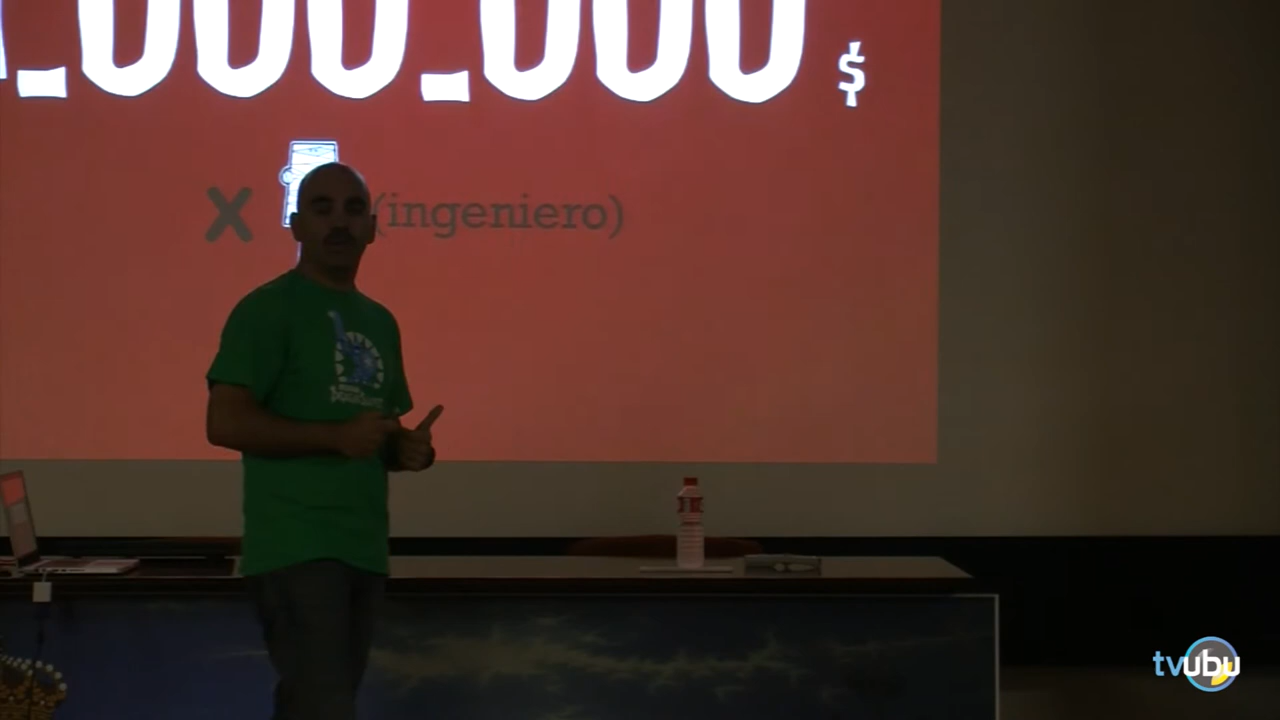 .000.000 $
x (ingeniero)
tvubu